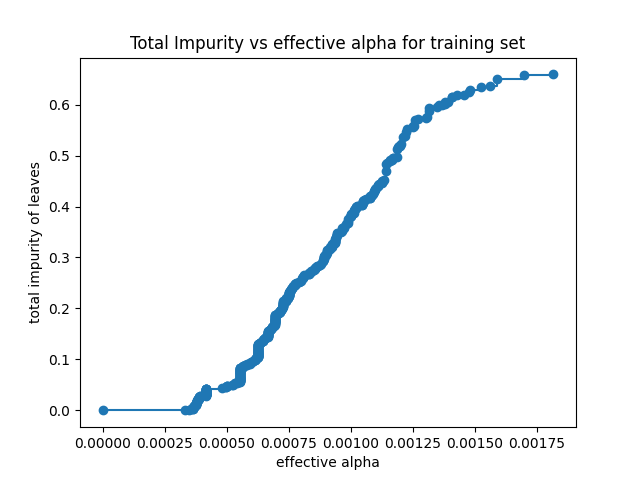 Total Impurity vs effective alpha for training set
total impurity of leaves
0.6
0.5
0.4
0.3
0.2
0.1
0.0
0.00000 0.00025 0.00050 0.00075 0.00100 0.00125 0.00150 0.00175
effective alpha